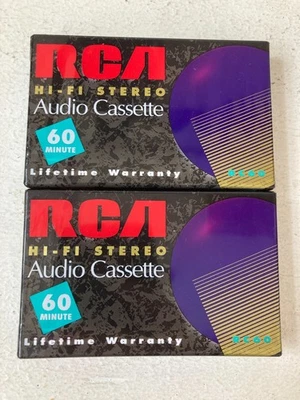 RCA
HI-FI STEREO
Audio Cassette
60
MINUTE
Lifetime Warranty
RCA
HI-FI STEREO
Audio Cassette
60
MINUTE
Lifetime Warranty